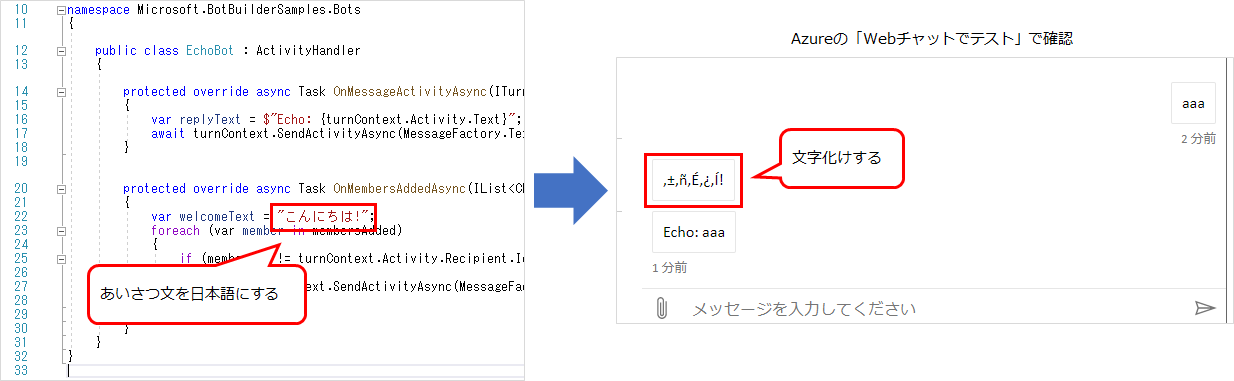 10 namespace Microsoft.BotBuilderSamples.Bots
11 {
12 public class EchoBot : ActivityHandler
13 {
14 protected override async Task OnMessageActivityAsync(ITurn
15 {
16 var replyText = $"Echo: {turnContext.Activity.Text}";
17 await turnContext.SendActivityAsync(MessageFactory.Te
18 }
19
20 protected override async Task OnMembersAddedAsync(IList<Ch
21 {
22 var welcomeText = "こんにちは!";
23 foreach (var member in membersAdded)
24 {
25 if (memb != turnContext.Activity.Recipient.Id
26
27 ext.SendActivityAsync(MessageFac
28
29
30 }
31 }
32 }
33
あいさつ文を日本語にする
Azureの「Webチャットでテスト」で確認
aaa
2 分前
文字化けする
‚±‚ñ‚É‚¿‚Í!
Echo: aaa
1 分前
メッセージを入力してください